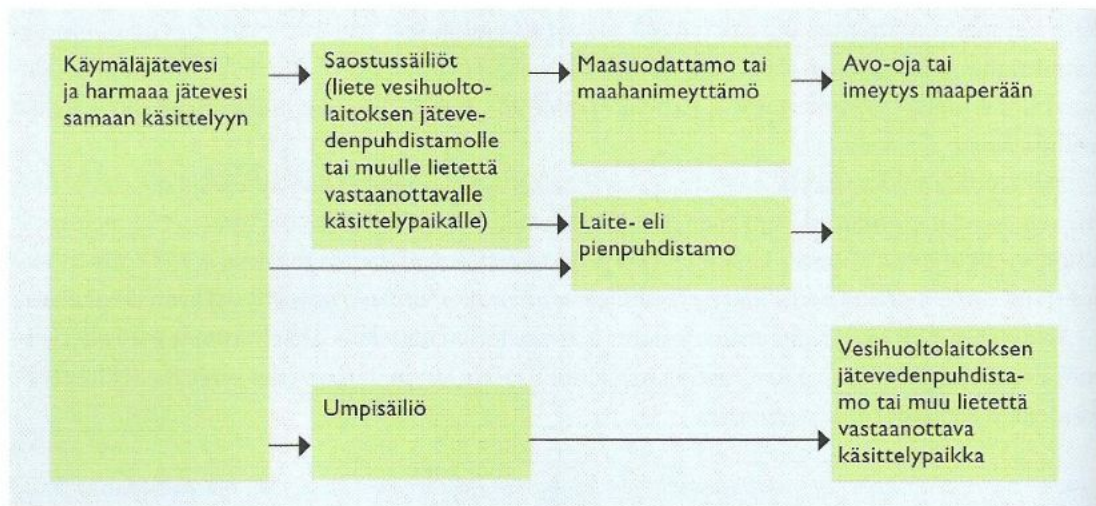 Käymäläjätevesi
ja harmaaa jätevesi
samaan käsittelyyn
Saostussäiliöt
(liete vesihuolto-
laitoksen jäteve-
denpuhdistamolle
tai muulle lietettä
vastaanottavalle
käsittelypaikalle)
Maasuodattamo tai
maahanimeyttämö
Avo-oja tai
imeytys maaperään
Laite- eli
pienpuhdistamo
Umpisäiliö
Vesihuoltolaitoksen
jätevedenpuhdista-
mo tai muu lietettä
vastaanottava
käsittelypaikka